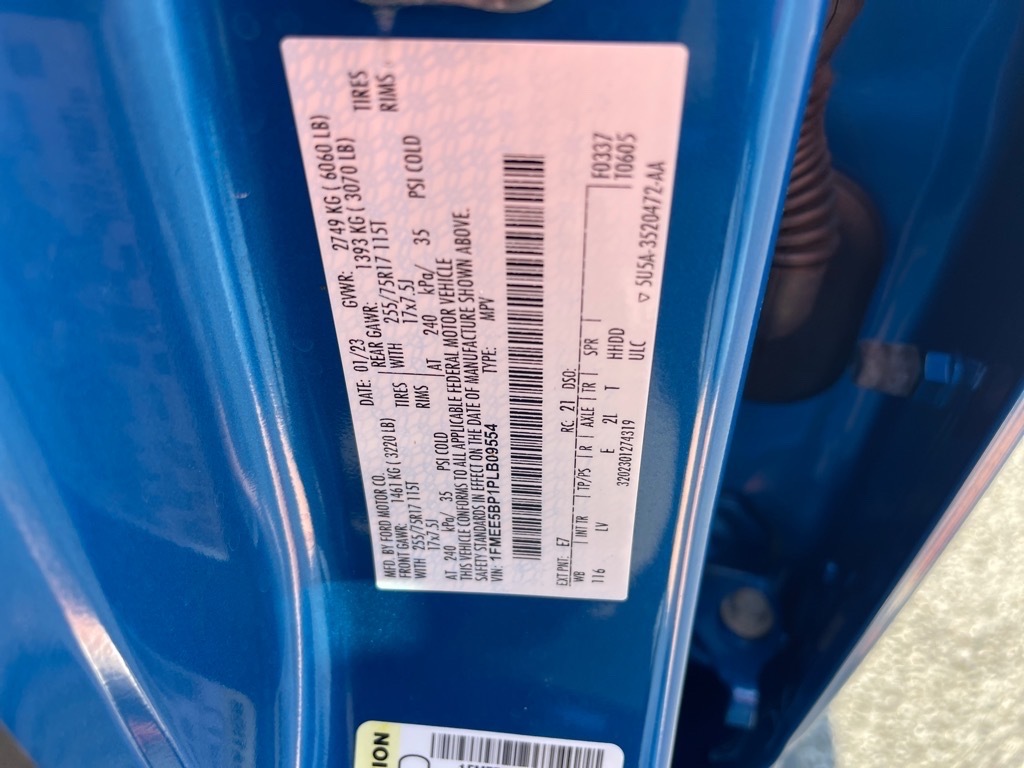 MFD. BY FORD MOTOR CO.
DATE: 01/23 GVWR: 2749 KG ( 6060 LB)
FRONT GAWR: 1461 KG ( 3220 LB) REAR GAWR: 1393 KG ( 3070 LB)
WITH 255/75R17 115T TIRES WITH 255/75R17 115T TIRES
17x7.5J RIMS 17x7.5J RIMS
AT 240 kPa/ 35 PSI COLD AT 240 kPa/ 35 PSI COLD
THIS VEHICLE CONFORMS TO ALL APPLICABLE FEDERAL MOTOR VEHICLE
SAFETY STANDARDS IN EFFECT ON THE DATE OF MANUFACTURE SHOWN ABOVE.
VIN: 1FMEE5BP1PLB09554 TYPE: MPV
EXT PNT: E7 RC: 21 DSO: F0337
WB INT TR TP/PS R AXLE TR SPR T0605
116 LV E 2L T HHDD
3202301274319 ULC ▽ SU5A-3520472-AA